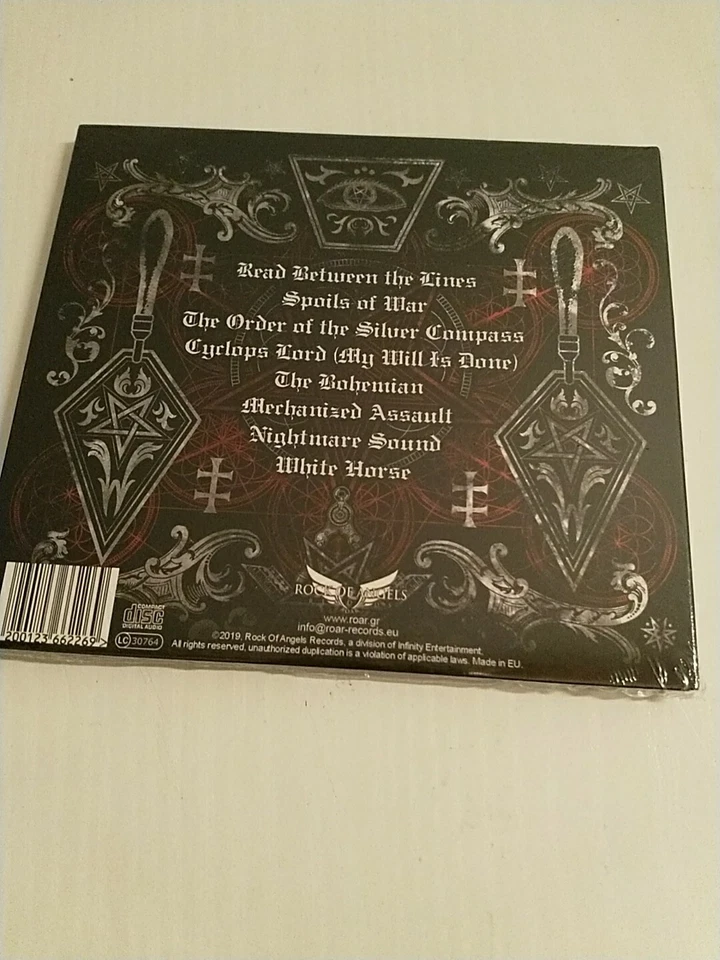 Read Between the Lines
Spoils of War
The Order of the Silver Compass
Cyclops Lord (My Will Is Done)
The Bohemian
Mechanized Assault
Nightmare Sound
White Horse
ROCK OF ANGELS
www.roar.gr
info@roar-records.eu
©2019, Rock Of Angels Records, a division of Infinity Entertainment.
All rights reserved, unauthorized duplication is a violation of applicable laws. Made in EU.
COMPACT
disc
DIGITAL AUDIO
LC 30764
200123 662269 >